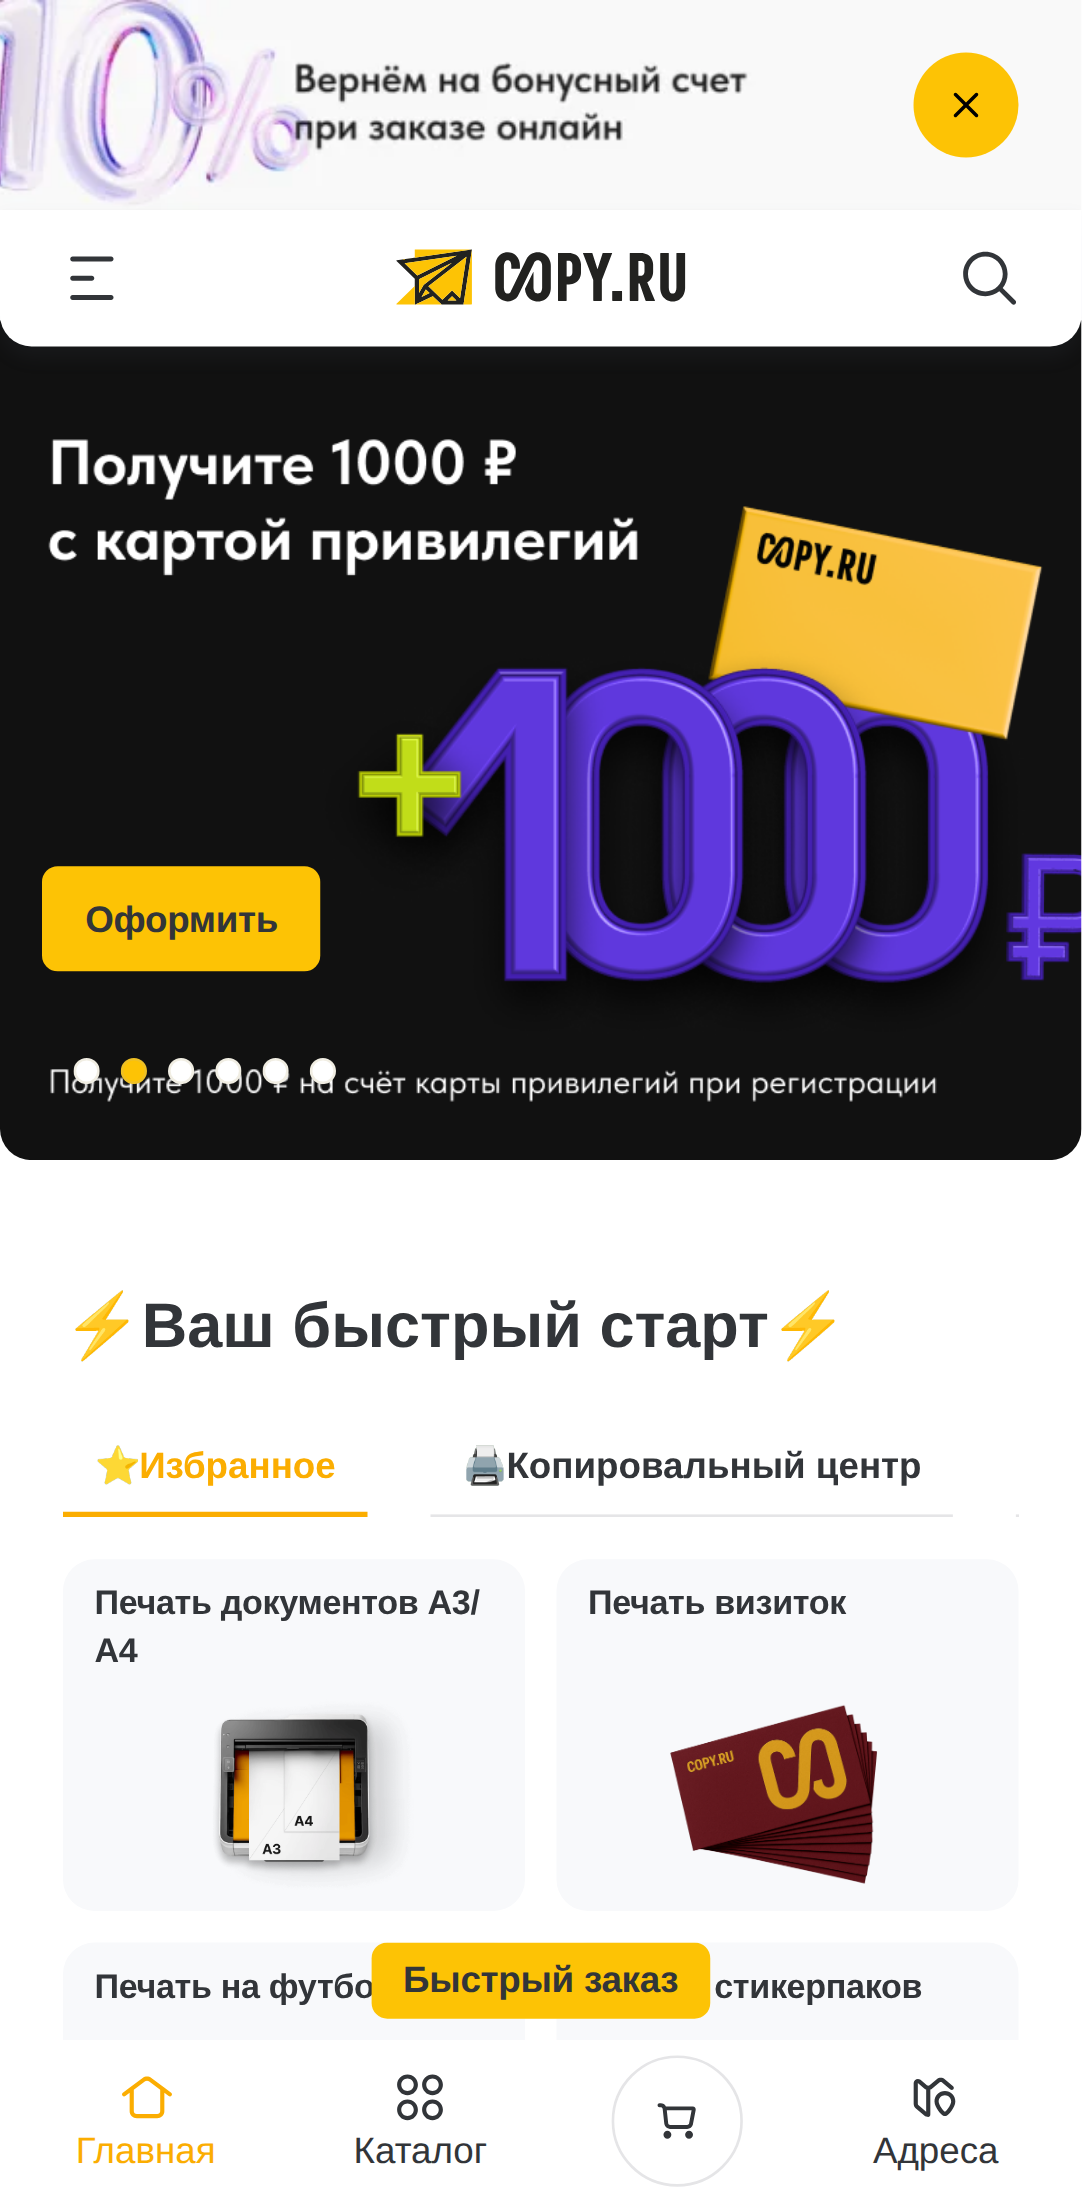 10%
Вернём на бонусный счет
при заказе онлайн
COPY.RU
Получите 1000 ₽
с картой привилегий
COPY.RU
+1000 ₽
Оформить
Получите 1000 ₽ на счёт карты привилегий при регистрации
⚡Ваш быстрый старт⚡
⭐Избранное
🖨️Копировальный центр
Печать документов А3/
А4
Печать визиток
A4
A3
COPY.RU
Печать на футбо
стикерпаков
Быстрый заказ
Главная
Каталог
Адреса